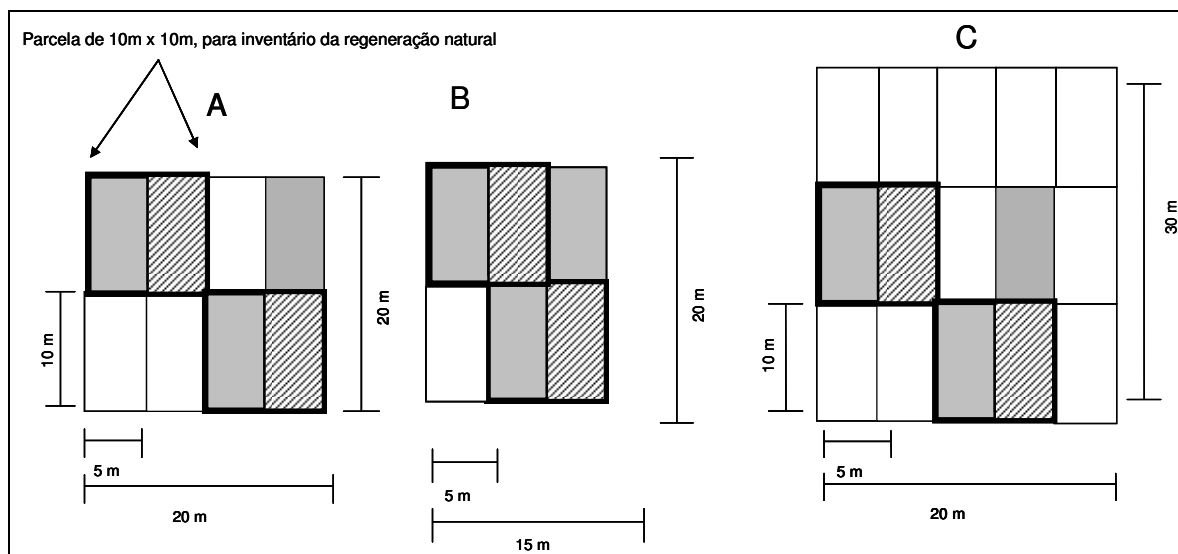 Parcela de 10m x 10m, para inventário da regeneração natural
A
B
C
10 m
20 m
5 m
20 m
20 m
5 m
15 m
30 m
10 m
5 m
20 m